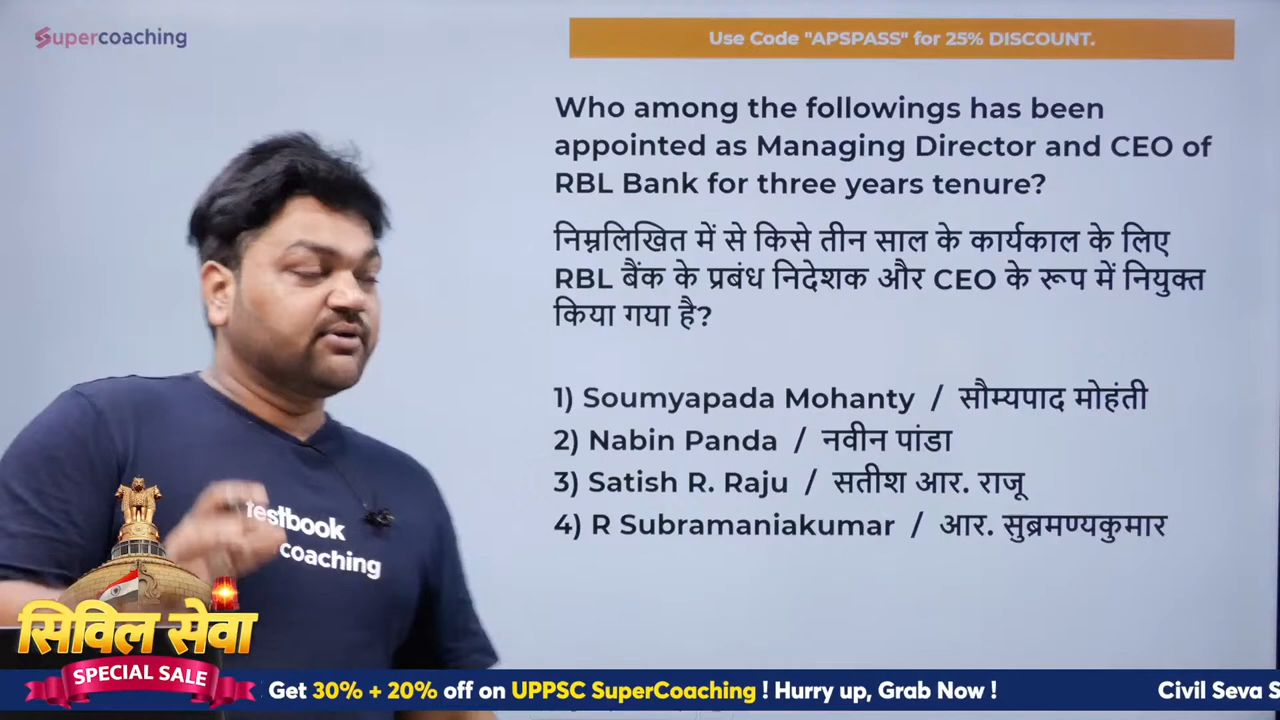 Supercoaching
Use Code "APSPASS" for 25% DISCOUNT.
Who among the followings has been
appointed as Managing Director and CEO of
RBL Bank for three years tenure?
निम्नलिखित में से किसे तीन साल के कार्यकाल के लिए
RBL बैंक के प्रबंध निदेशक और CEO के रूप में नियुक्त
किया गया है?
1) Soumyapada Mohanty / सौम्यपाद मोहंती
2) Nabin Panda / नवीन पांडा
3) Satish R. Raju / सतीश आर. राजू
4) R Subramaniakumar / आर. सुब्रमण्यकुमार
testbook
coaching
सिविल सेवा
SPECIAL SALE
Get 30% + 20% off on UPPSC SuperCoaching ! Hurry up, Grab Now !
Civil Seva S